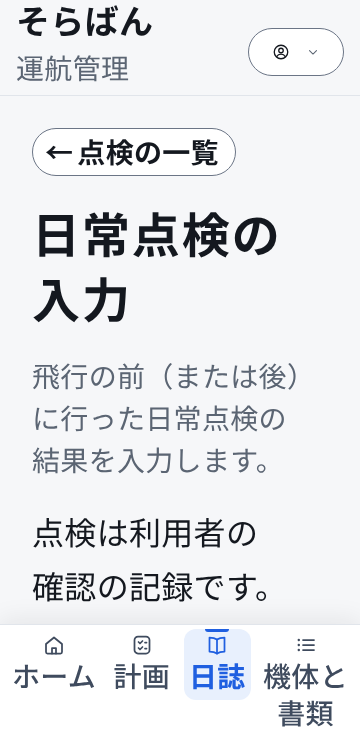 そらばん
運航管理
← 点検の一覧
日常点検の
入力
飛行の前（または後）
に行った日常点検の
結果を入力します。
点検は利用者の
確認の記録です。
ホーム
計画
日誌
機体と
書類